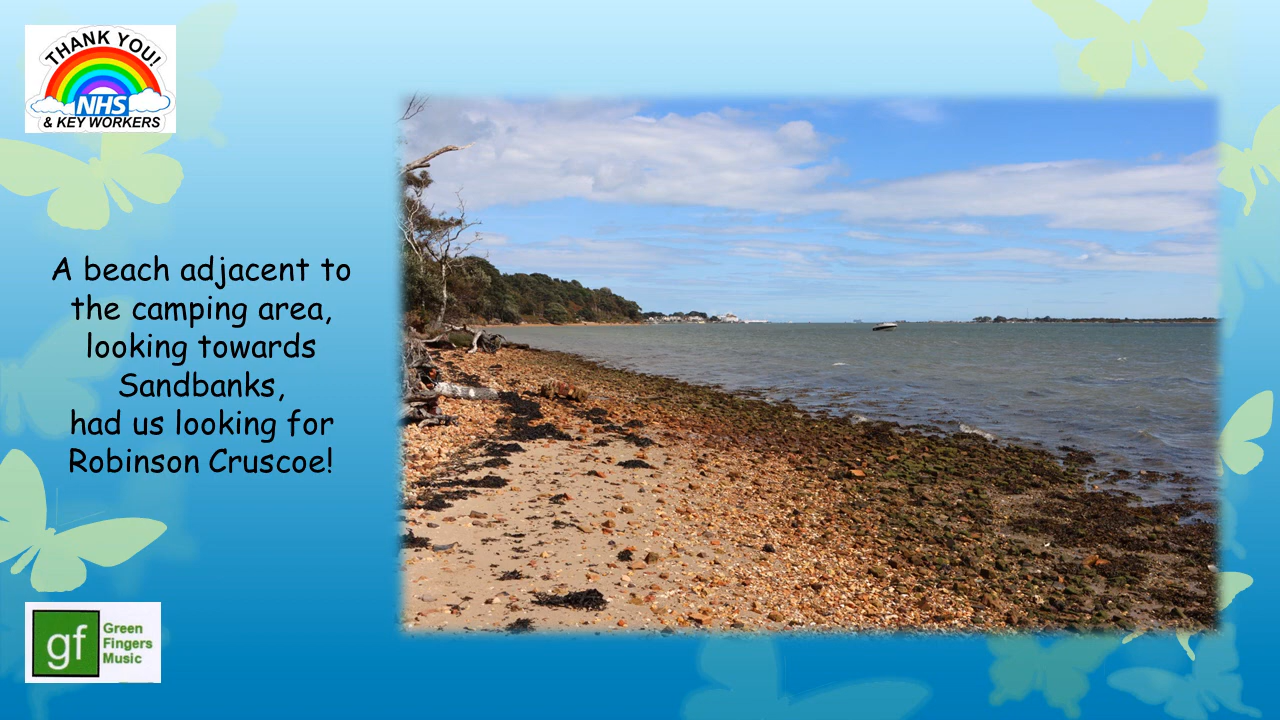 THANK YOU!
NHS
& KEY WORKERS
A beach adjacent to
the camping area,
looking towards
Sandbanks,
had us looking for
Robinson Cruscoe!
gf
Green
Fingers
Music